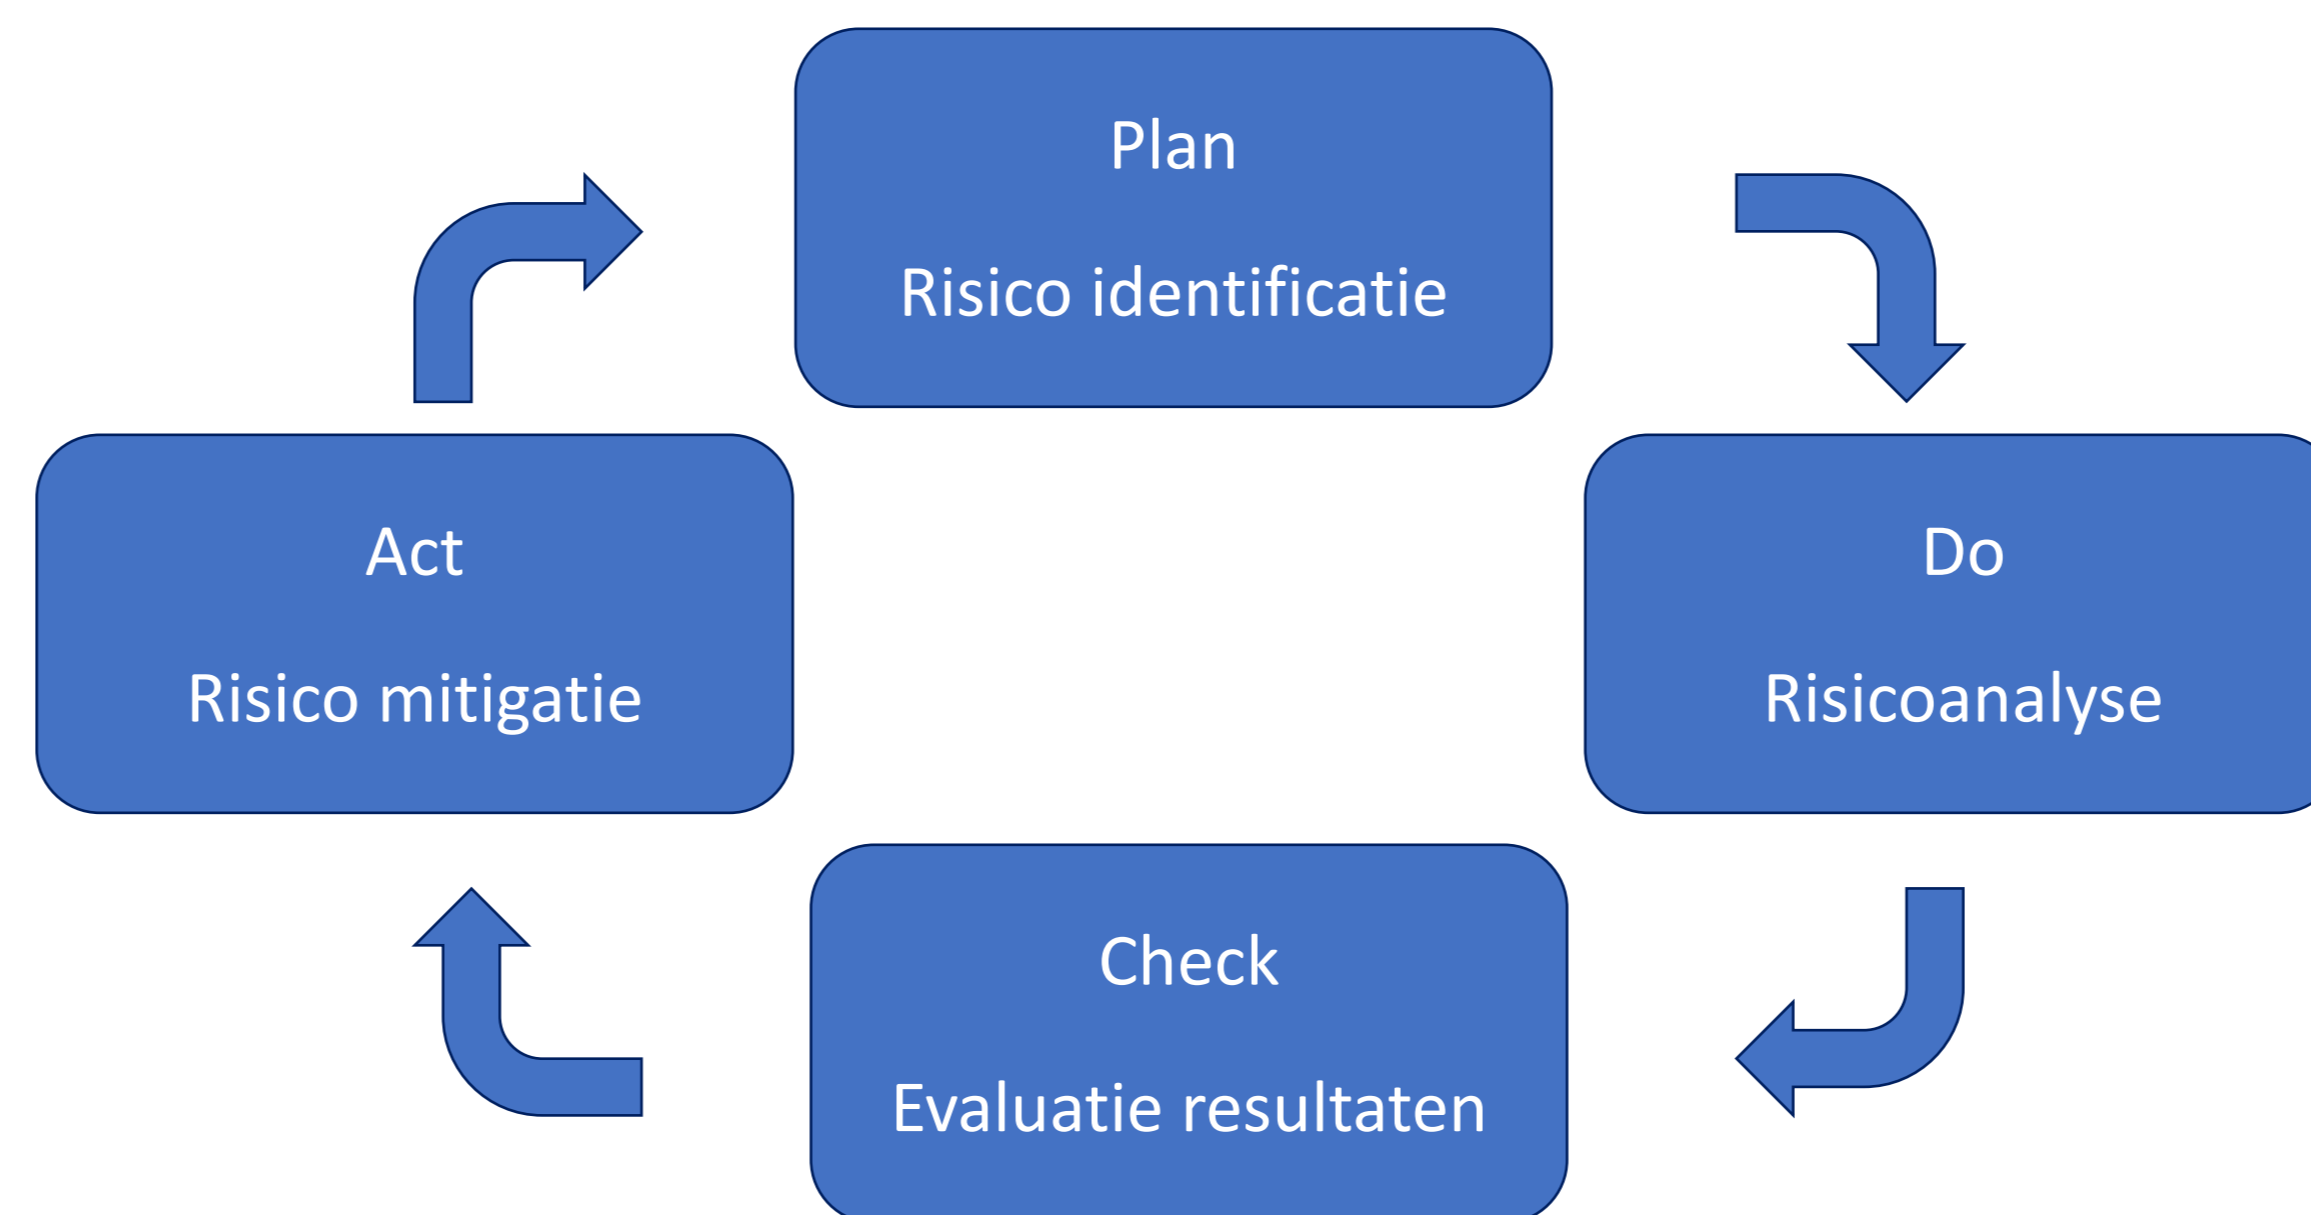 Plan
Risico identificatie
Act
Risico mitigatie
Do
Risicoanalyse
Check
Evaluatie resultaten